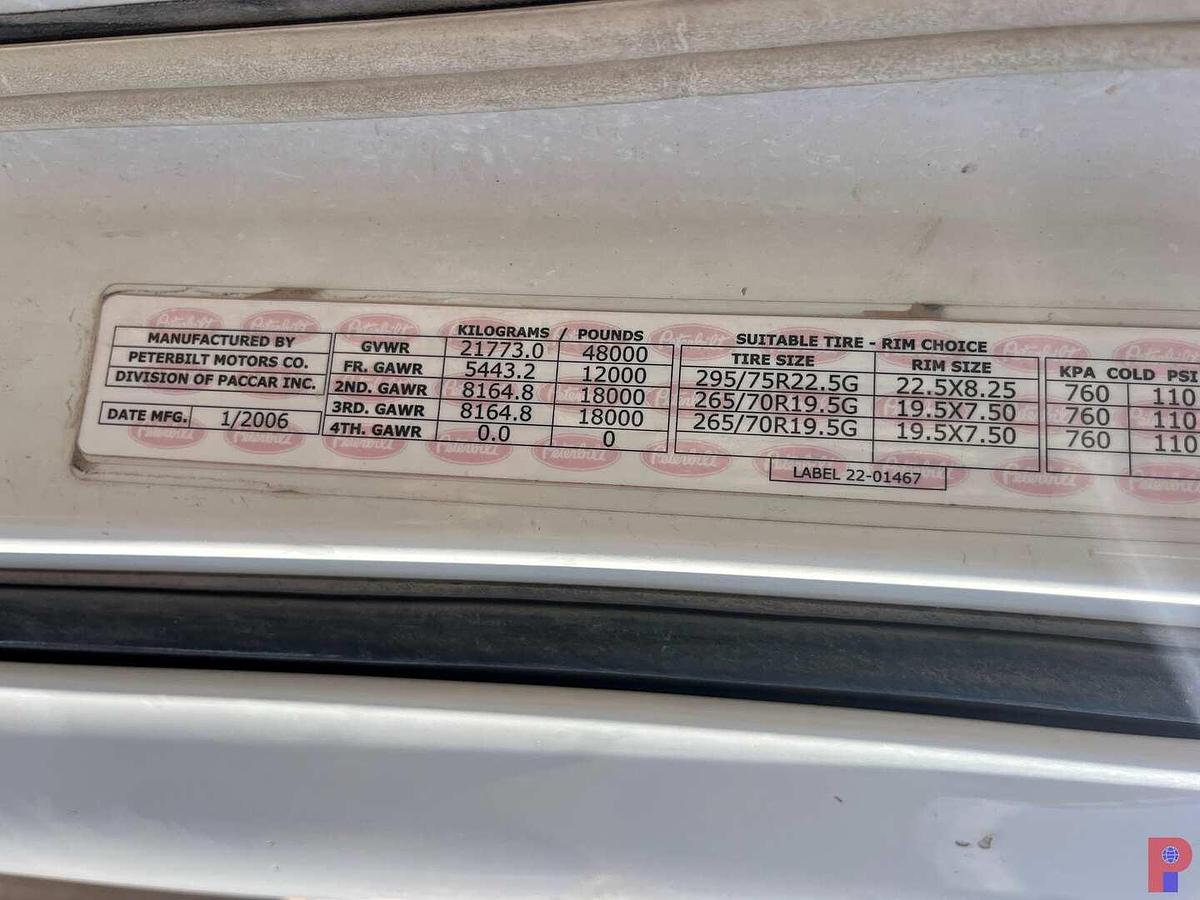 MANUFACTURED BY
PETERBILT MOTORS CO.
DIVISION OF PACCAR INC.
DATE MFG. 1/2006
KILOGRAMS / POUNDS
GVWR 21773.0 48000
FR. GAWR 5443.2 12000
2ND. GAWR 8164.8 18000
3RD. GAWR 8164.8 18000
4TH. GAWR 0.0 0
SUITABLE TIRE - RIM CHOICE
TIRE SIZE RIM SIZE
295/75R22.5G 22.5X8.25
265/70R19.5G 19.5X7.50
265/70R19.5G 19.5X7.50
KPA COLD PSI
760 110
760 110
760 110
LABEL 22-01467
Peterbilt
PI